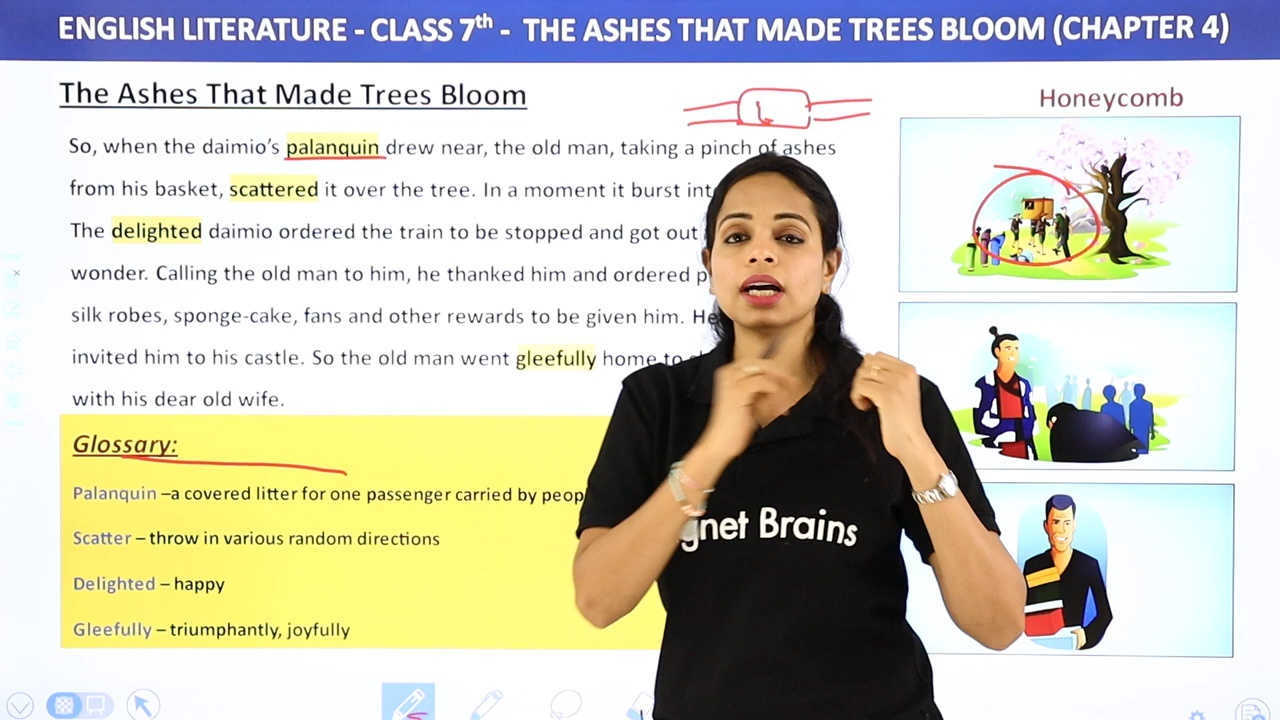 ENGLISH LITERATURE - CLASS 7th - THE ASHES THAT MADE TREES BLOOM (CHAPTER 4)
The Ashes That Made Trees Bloom
Honeycomb
So, when the daimio's palanquin drew near, the old man, taking a pinch of ashes
from his basket, scattered it over the tree. In a moment it burst
The delighted daimio ordered the train to be stopped and got out
wonder. Calling the old man to him, he thanked him and ordered
silk robes, sponge-cake, fans and other rewards to be given him. He
invited him to his castle. So the old man went gleefully home to
with his dear old wife.
Glossary:
Palanquin –a covered litter for one passenger carried by
Scatter – throw in various random directions
Delighted – happy
Gleefully – triumphantly, joyfully
gnet Brains